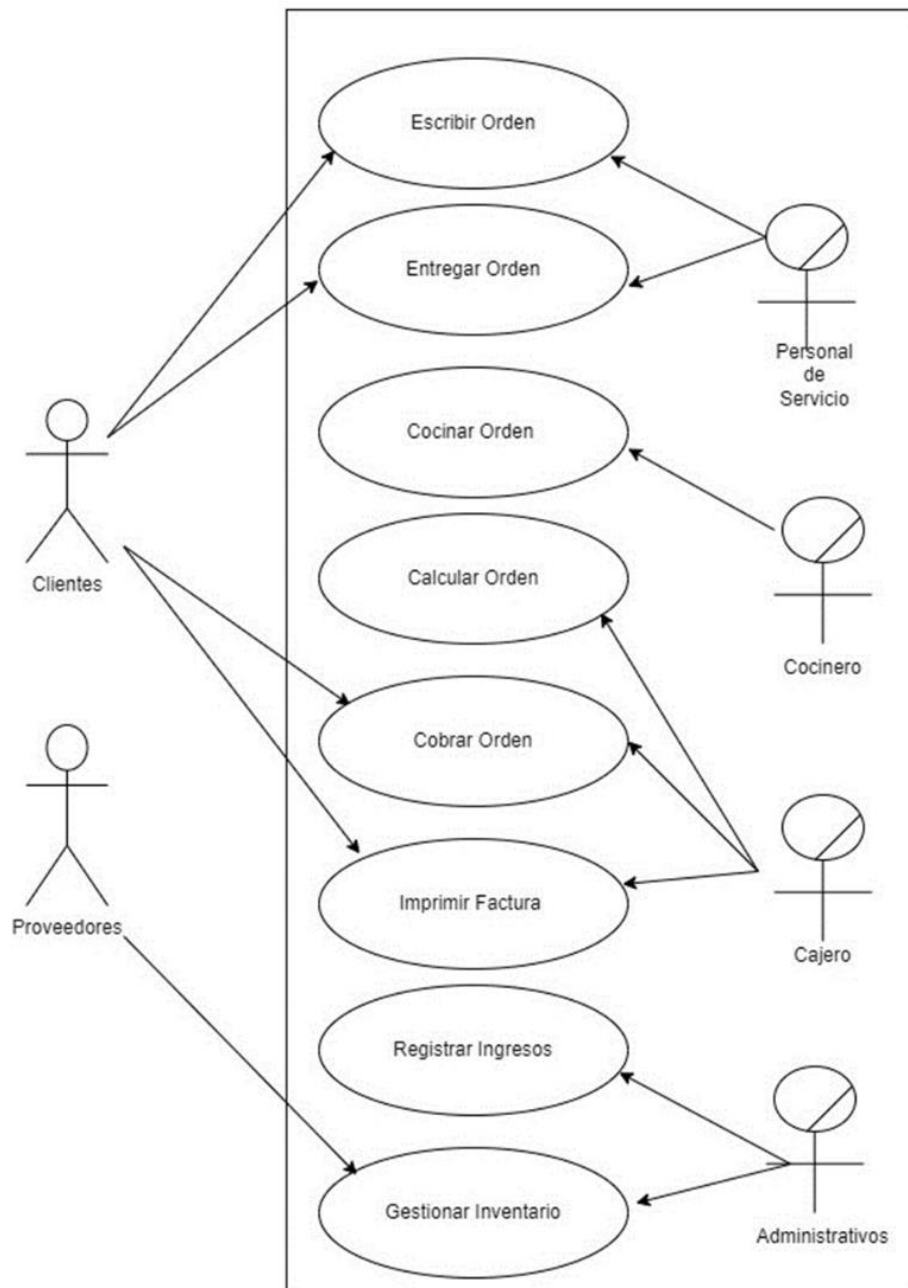 Escribir Orden
Entregar Orden
Personal
de
Servicio
Cocinar Orden
Calcular Orden
Clientes
Cocinero
Cobrar Orden
Imprimir Factura
Proveedores
Cajero
Registrar Ingresos
Gestionar Inventario
Administrativos